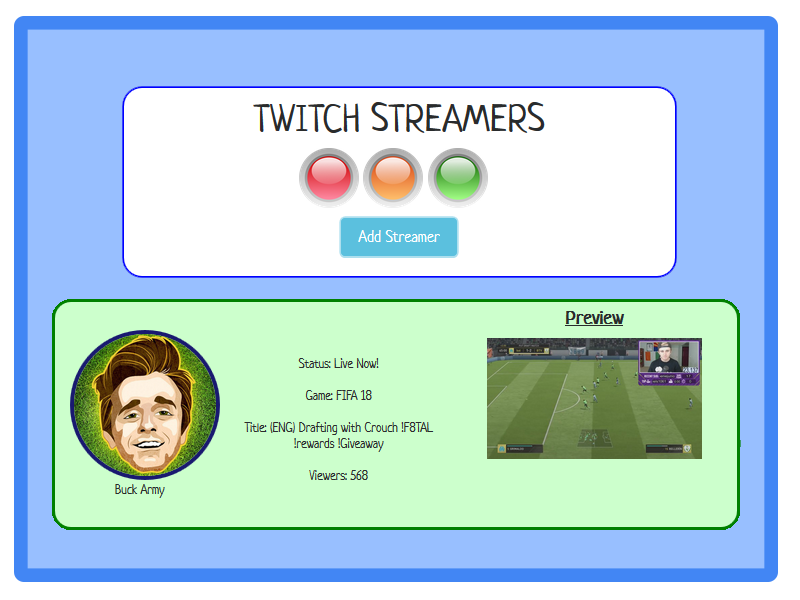 TWITCH STREAMERS
Add Streamer
Preview
Status: Live Now!
Game: FIFA 18
Title: (ENG) Drafting with Crouch !F8TAL
!rewards !Giveaway
Viewers: 568
Buck Army